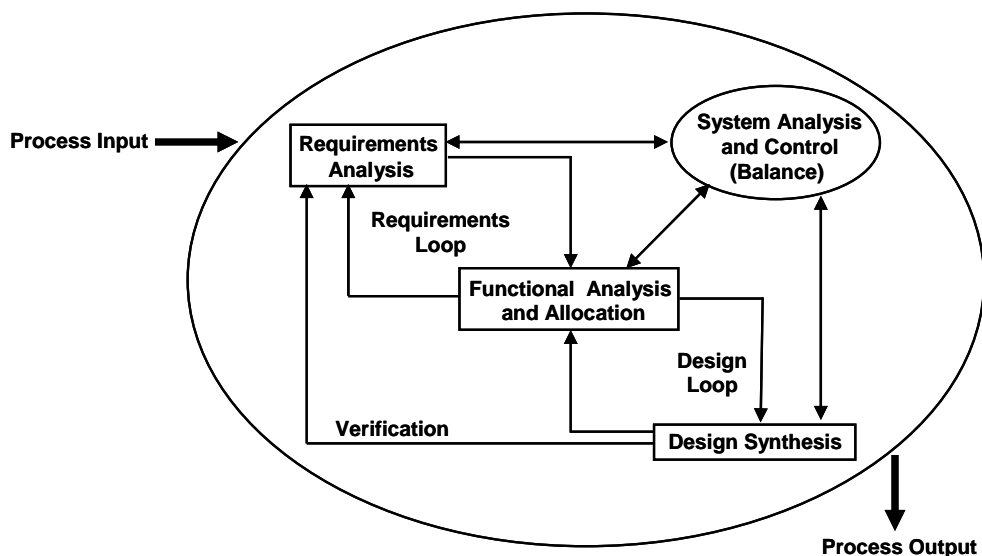 Process Input
Requirements
Analysis
System Analysis
and Control
(Balance)
Requirements
Loop
Functional Analysis
and Allocation
Design
Loop
Verification
Design Synthesis
Process Output